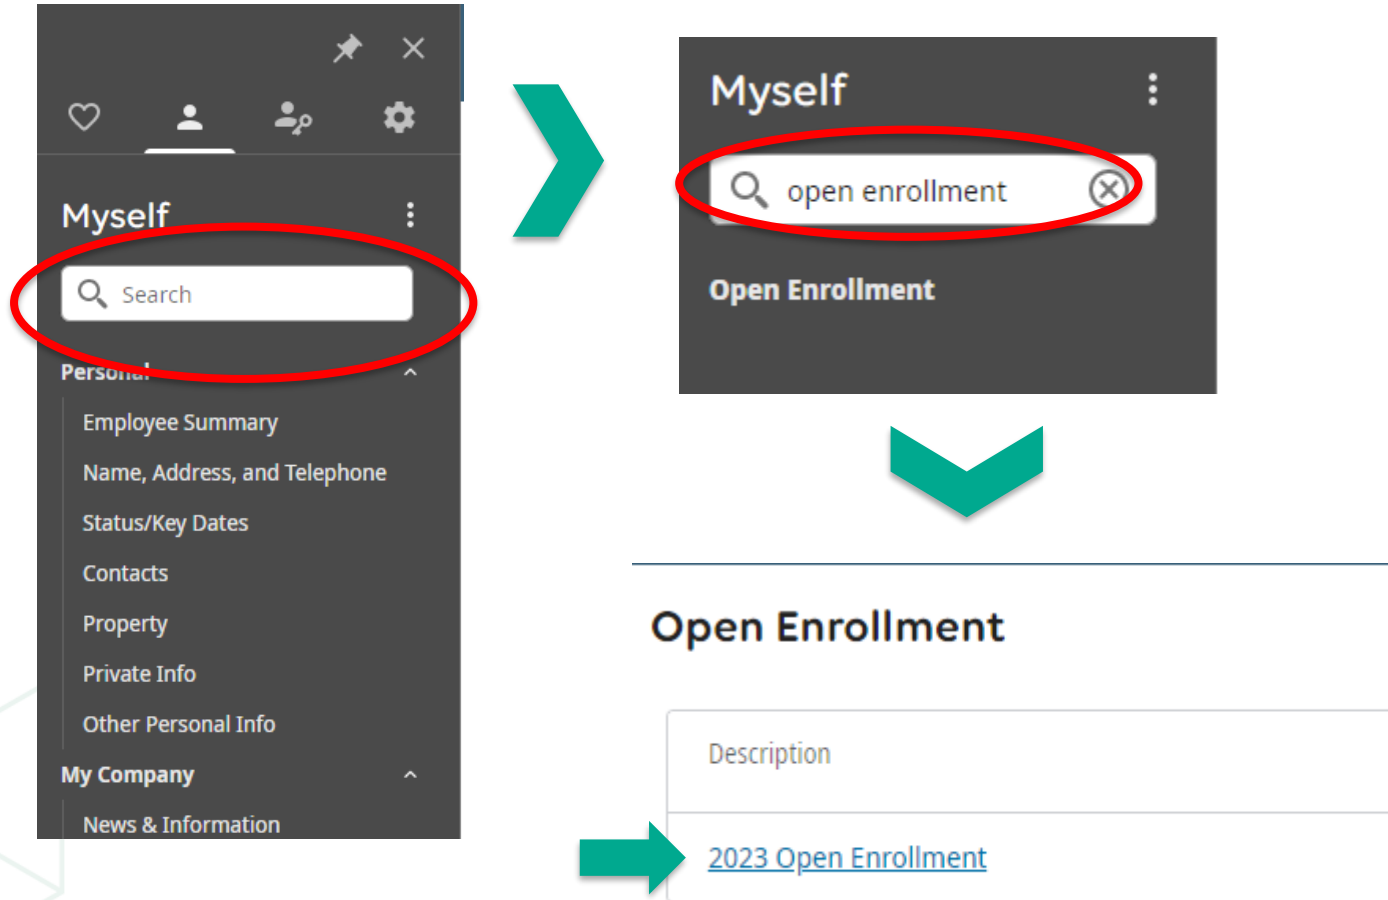 Myself
Search
Personal
Employee Summary
Name, Address, and Telephone
Status/Key Dates
Contacts
Property
Private Info
Other Personal Info
My Company
News & Information
Myself
open enrollment
Open Enrollment
Open Enrollment
Description
2023 Open Enrollment